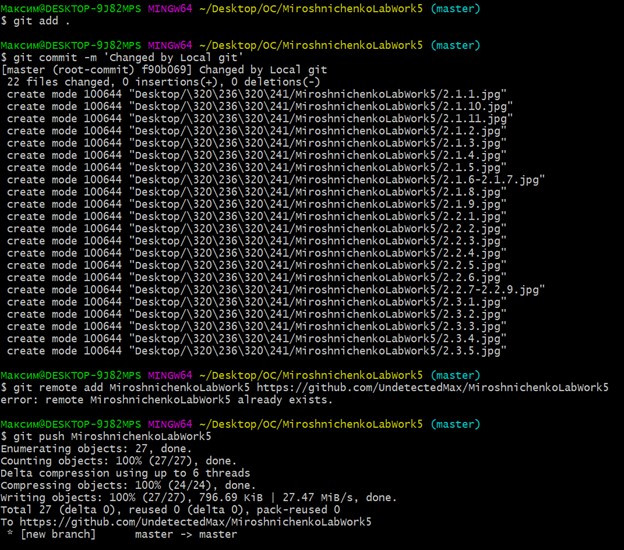 Максим@DESKTOP-9J82MPS MINGW64 ~/Desktop/ОС/MiroshnichenkoLabWork5 (master)
$ git add .
Максим@DESKTOP-9J82MPS MINGW64 ~/Desktop/ОС/MiroshnichenkoLabWork5 (master)
$ git commit -m 'Changed by Local git'
[master (root-commit) f90b069] Changed by Local git
 22 files changed, 0 insertions(+), 0 deletions(-)
 create mode 100644 "Desktop/\320\236\320\241/MiroshnichenkoLabWork5/2.1.1.jpg"
 create mode 100644 "Desktop/\320\236\320\241/MiroshnichenkoLabWork5/2.1.10.jpg"
 create mode 100644 "Desktop/\320\236\320\241/MiroshnichenkoLabWork5/2.1.11.jpg"
 create mode 100644 "Desktop/\320\236\320\241/MiroshnichenkoLabWork5/2.1.2.jpg"
 create mode 100644 "Desktop/\320\236\320\241/MiroshnichenkoLabWork5/2.1.3.jpg"
 create mode 100644 "Desktop/\320\236\320\241/MiroshnichenkoLabWork5/2.1.4.jpg"
 create mode 100644 "Desktop/\320\236\320\241/MiroshnichenkoLabWork5/2.1.5.jpg"
 create mode 100644 "Desktop/\320\236\320\241/MiroshnichenkoLabWork5/2.1.6-2.1.7.jpg"
 create mode 100644 "Desktop/\320\236\320\241/MiroshnichenkoLabWork5/2.1.8.jpg"
 create mode 100644 "Desktop/\320\236\320\241/MiroshnichenkoLabWork5/2.1.9.jpg"
 create mode 100644 "Desktop/\320\236\320\241/MiroshnichenkoLabWork5/2.2.1.jpg"
 create mode 100644 "Desktop/\320\236\320\241/MiroshnichenkoLabWork5/2.2.2.jpg"
 create mode 100644 "Desktop/\320\236\320\241/MiroshnichenkoLabWork5/2.2.3.jpg"
 create mode 100644 "Desktop/\320\236\320\241/MiroshnichenkoLabWork5/2.2.4.jpg"
 create mode 100644 "Desktop/\320\236\320\241/MiroshnichenkoLabWork5/2.2.5.jpg"
 create mode 100644 "Desktop/\320\236\320\241/MiroshnichenkoLabWork5/2.2.6.jpg"
 create mode 100644 "Desktop/\320\236\320\241/MiroshnichenkoLabWork5/2.2.7-2.2.9.jpg"
 create mode 100644 "Desktop/\320\236\320\241/MiroshnichenkoLabWork5/2.3.1.jpg"
 create mode 100644 "Desktop/\320\236\320\241/MiroshnichenkoLabWork5/2.3.2.jpg"
 create mode 100644 "Desktop/\320\236\320\241/MiroshnichenkoLabWork5/2.3.3.jpg"
 create mode 100644 "Desktop/\320\236\320\241/MiroshnichenkoLabWork5/2.3.4.jpg"
 create mode 100644 "Desktop/\320\236\320\241/MiroshnichenkoLabWork5/2.3.5.jpg"
Максим@DESKTOP-9J82MPS MINGW64 ~/Desktop/ОС/MiroshnichenkoLabWork5 (master)
$ git remote add MiroshnichenkoLabWork5 https://github.com/UndetectedMax/MiroshnichenkoLabWork5
error: remote MiroshnichenkoLabWork5 already exists.
Максим@DESKTOP-9J82MPS MINGW64 ~/Desktop/ОС/MiroshnichenkoLabWork5 (master)
$ git push MiroshnichenkoLabWork5
Enumerating objects: 27, done.
Counting objects: 100% (27/27), done.
Delta compression using up to 6 threads
Compressing objects: 100% (24/24), done.
Writing objects: 100% (27/27), 796.69 KiB | 27.47 MiB/s, done.
Total 27 (delta 0), reused 0 (delta 0), pack-reused 0
To https://github.com/UndetectedMax/MiroshnichenkoLabWork5
 * [new branch]      master -> master